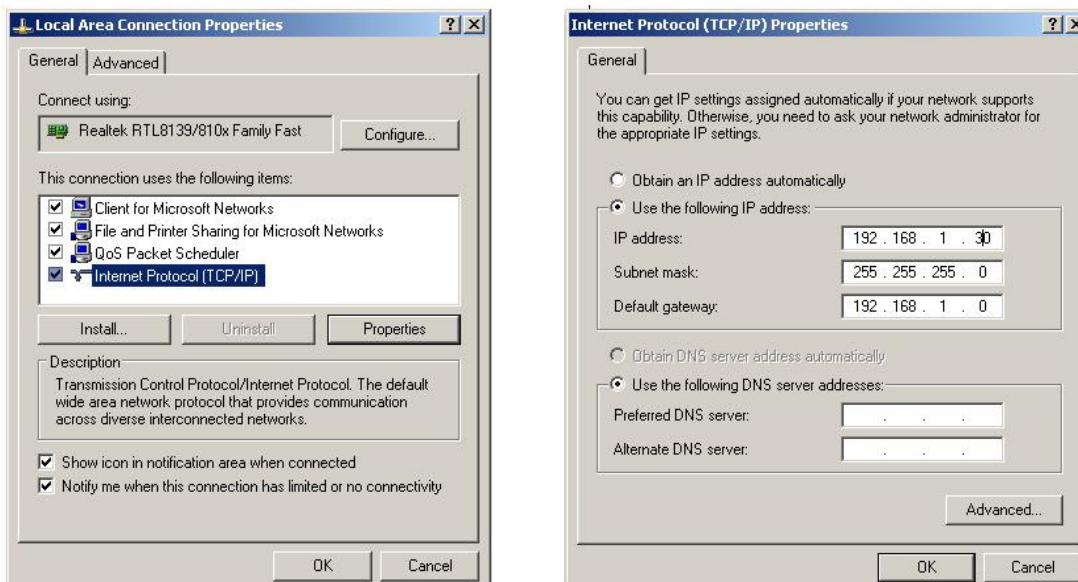 Local Area Connection Properties
General
Advanced
Connect using:
Realtek RTL8139/810x Family Fast
Configure...
This connection uses the following items:
Client for Microsoft Networks
File and Printer Sharing for Microsoft Networks
QoS Packet Scheduler
Internet Protocol (TCP/IP)
Install...
Uninstall
Properties
Description
Transmission Control Protocol/Internet Protocol. The default
wide area network protocol that provides communication
across diverse interconnected networks.
Show icon in notification area when connected
Notify me when this connection has limited or no connectivity
OK
Cancel
Internet Protocol (TCP/IP) Properties
General
You can get IP settings assigned automatically if your network supports
this capability. Otherwise, you need to ask your network administrator for
the appropriate IP settings.
Obtain an IP address automatically
Use the following IP address:
IP address: 192 . 168 . 1 . 30
Subnet mask: 255 . 255 . 255 . 0
Default gateway: 192 . 168 . 1 . 0
Obtain DNS server address automatically
Use the following DNS server addresses:
Preferred DNS server: . . .
Alternate DNS server: . . .
Advanced...
OK
Cancel